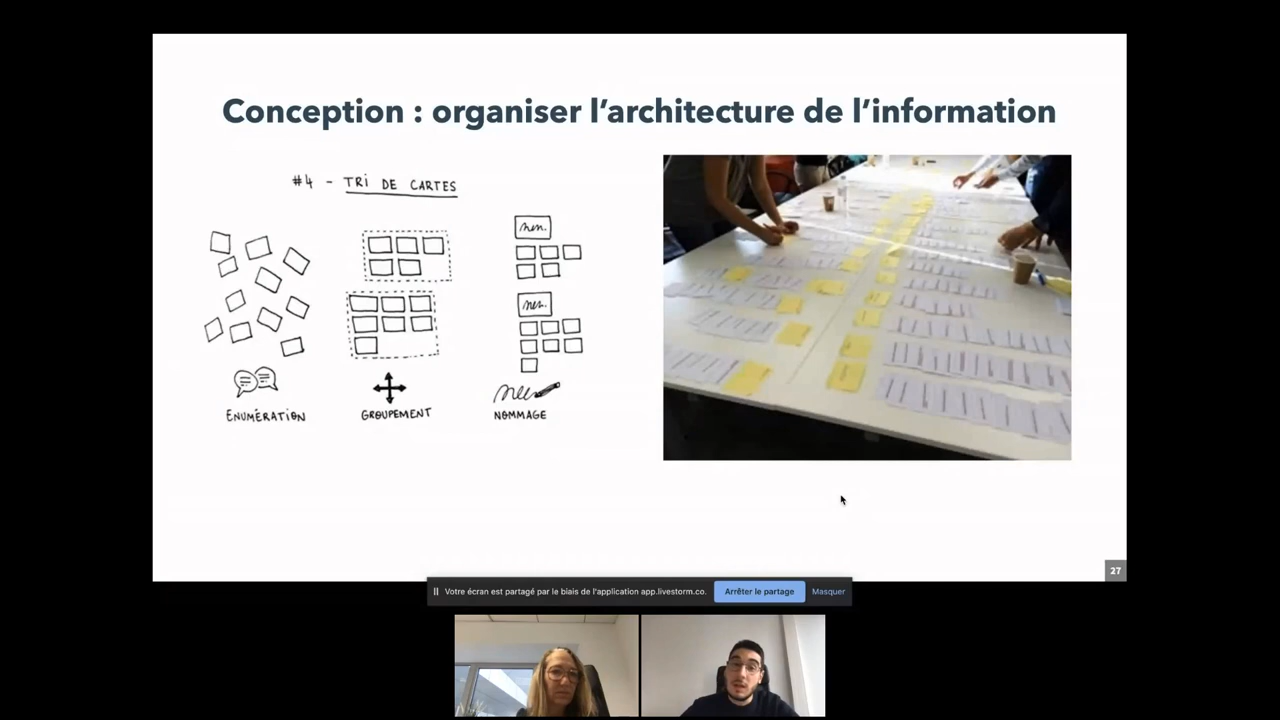 Conception : organiser l’architecture de l’information
#4 - TRI DE CARTES
ENUMÉRATION
GROUPEMENT
NOMMAGE
27
Votre écran est partagé par le biais de l'application app.livestorm.co.
Arrêter le partage
Masquer